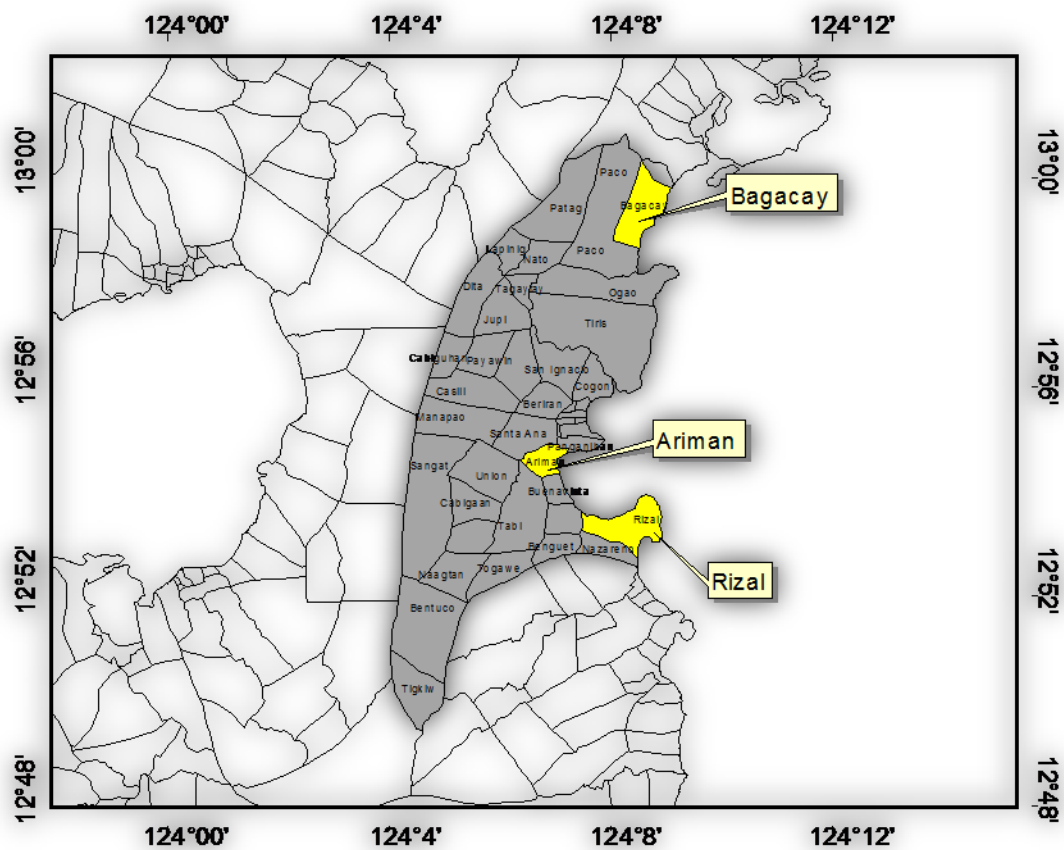 124°00' 124°4' 124°8' 124°12'
13°00' 13°00'
Paco
Bagacay
Bagacay
Patag
Lapinig Paco
Nato
Dita Tagaytay
Ogao
Jupi Tiris
12°56' 12°56'
Cabiguhan Payawin
San Ignacio
Cogon
Casili
Beriran
Manapao
Santa Ana
Ariman
Panganiban
Ariman
Sangat
Union
Buenavista
Cabigaan
Rizal
Tabi
Benguet Nazareno
12°52' 12°52'
Naagtan Togawe
Rizal
Bentuco
Tigkiw
12°48' 12°48'
124°00' 124°4' 124°8' 124°12'